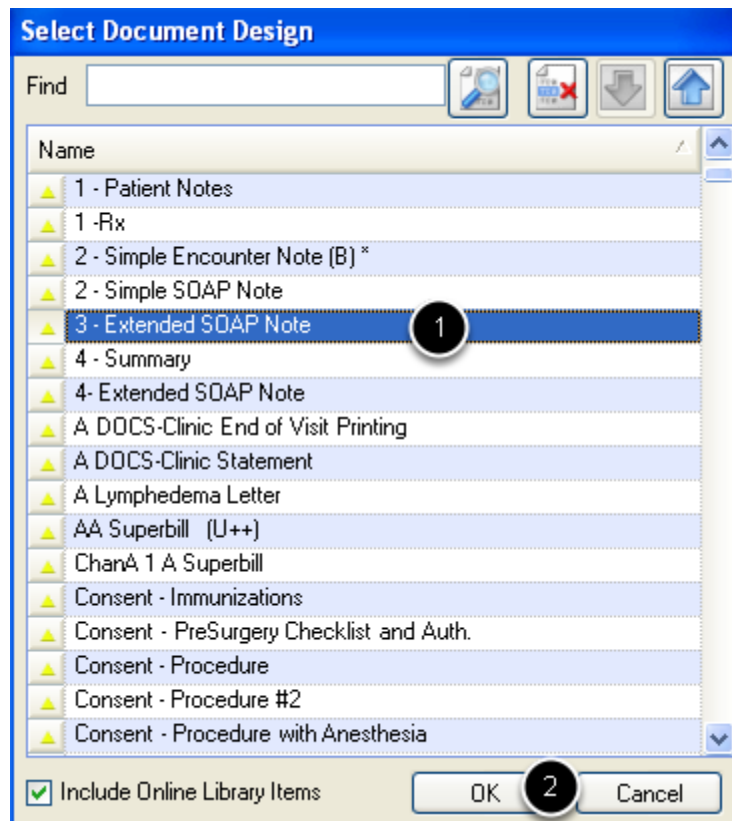 Select Document Design
Find
Name
1 - Patient Notes
1 -Rx
2 - Simple Encounter Note (B) *
2 - Simple SOAP Note
3 - Extended SOAP Note 1
4 - Summary
4- Extended SOAP Note
A DOCS-Clinic End of Visit Printing
A DOCS-Clinic Statement
A Lymphedema Letter
AA Superbill (U++)
ChanA 1 A Superbill
Consent - Immunizations
Consent - PreSurgery Checklist and Auth.
Consent - Procedure
Consent - Procedure #2
Consent - Procedure with Anesthesia
Include Online Library Items OK 2 Cancel